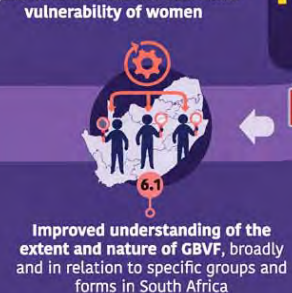 vulnerability of women
6.1
Improved understanding of the
extent and nature of GBVF, broadly
and in relation to specific groups and
forms in South Africa